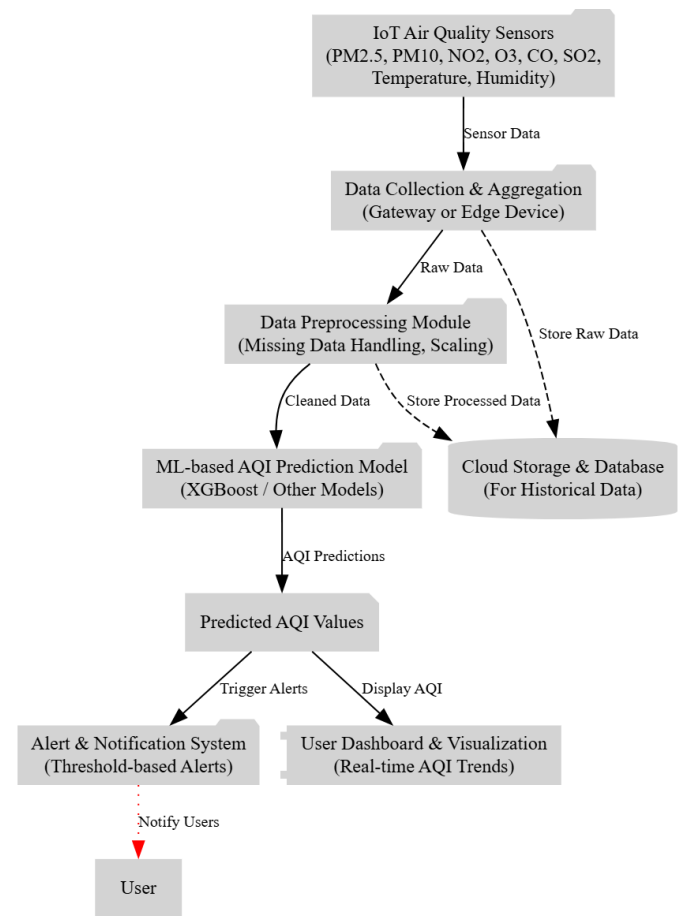 IoT Air Quality Sensors
(PM2.5, PM10, NO2, O3, CO, SO2,
Temperature, Humidity)
Sensor Data
Data Collection & Aggregation
(Gateway or Edge Device)
Raw Data
Store Raw Data
Data Preprocessing Module
(Missing Data Handling, Scaling)
Cleaned Data
Store Processed Data
ML-based AQI Prediction Model
(XGBoost / Other Models)
Cloud Storage & Database
(For Historical Data)
AQI Predictions
Predicted AQI Values
Trigger Alerts
Display AQI
Alert & Notification System
(Threshold-based Alerts)
User Dashboard & Visualization
(Real-time AQI Trends)
Notify Users
User